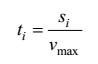 t_i = s_i / v_max